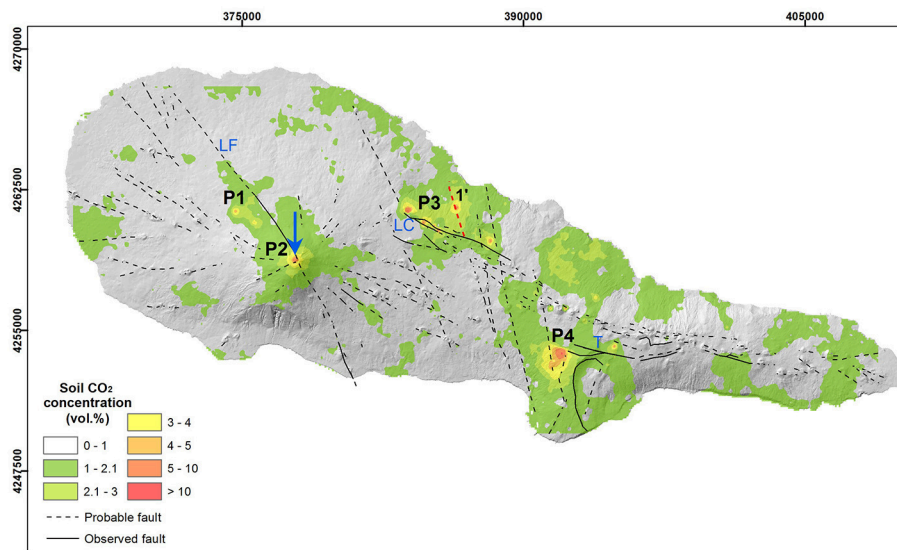 375000 390000 405000
4270000
4262500
4255000
4247500
LF
P1
P2
P3
1'
LC
P4
T
Soil CO₂
concentration
(vol.%)
0 - 1
1 - 2.1
2.1 - 3
3 - 4
4 - 5
5 - 10
> 10
Probable fault
Observed fault